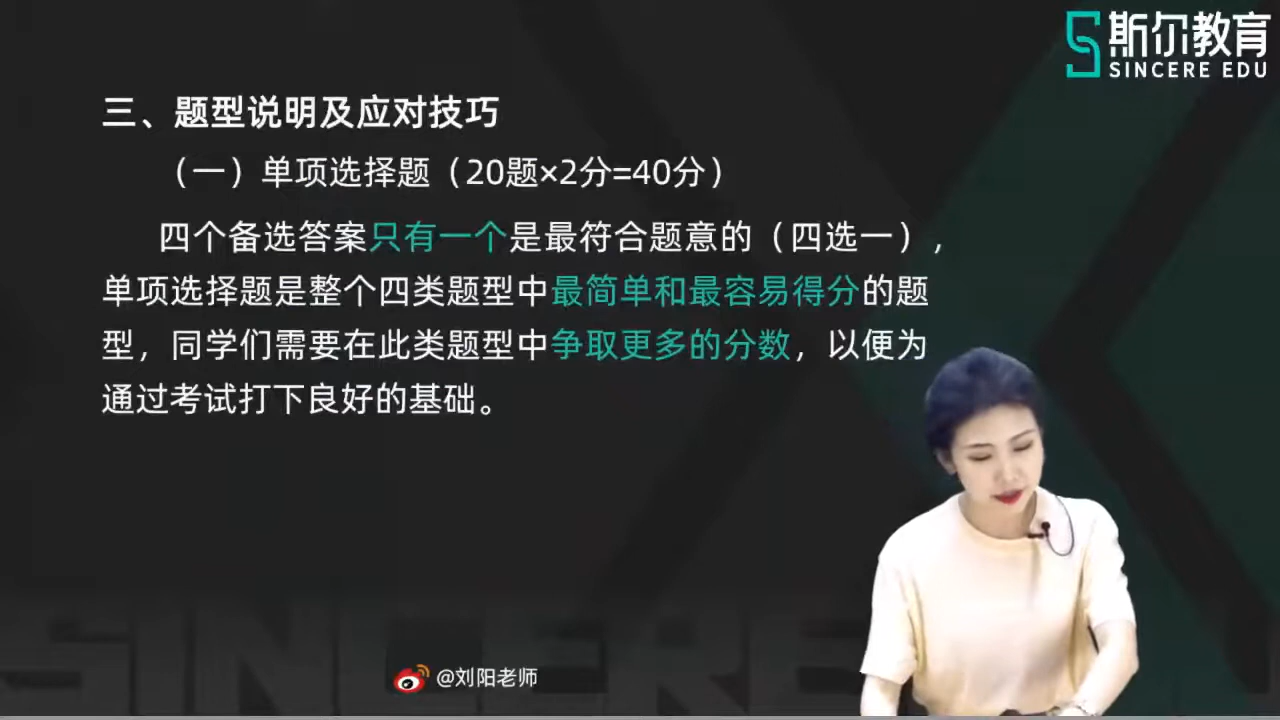 斯尔教育
SINCERE EDU
三、题型说明及应对技巧
（一）单项选择题（20题×2分=40分）
四个备选答案只有一个是最符合题意的（四选一），
单项选择题是整个四类题型中最简单和最容易得分的题
型，同学们需要在此类题型中争取更多的分数，以便为
通过考试打下良好的基础。
SINCERE
@刘阳老师